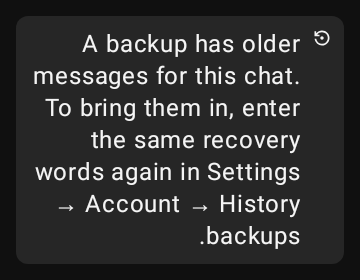 A backup has older
messages for this chat.
To bring them in, enter
the same recovery
words again in Settings
→ Account → History
.backups